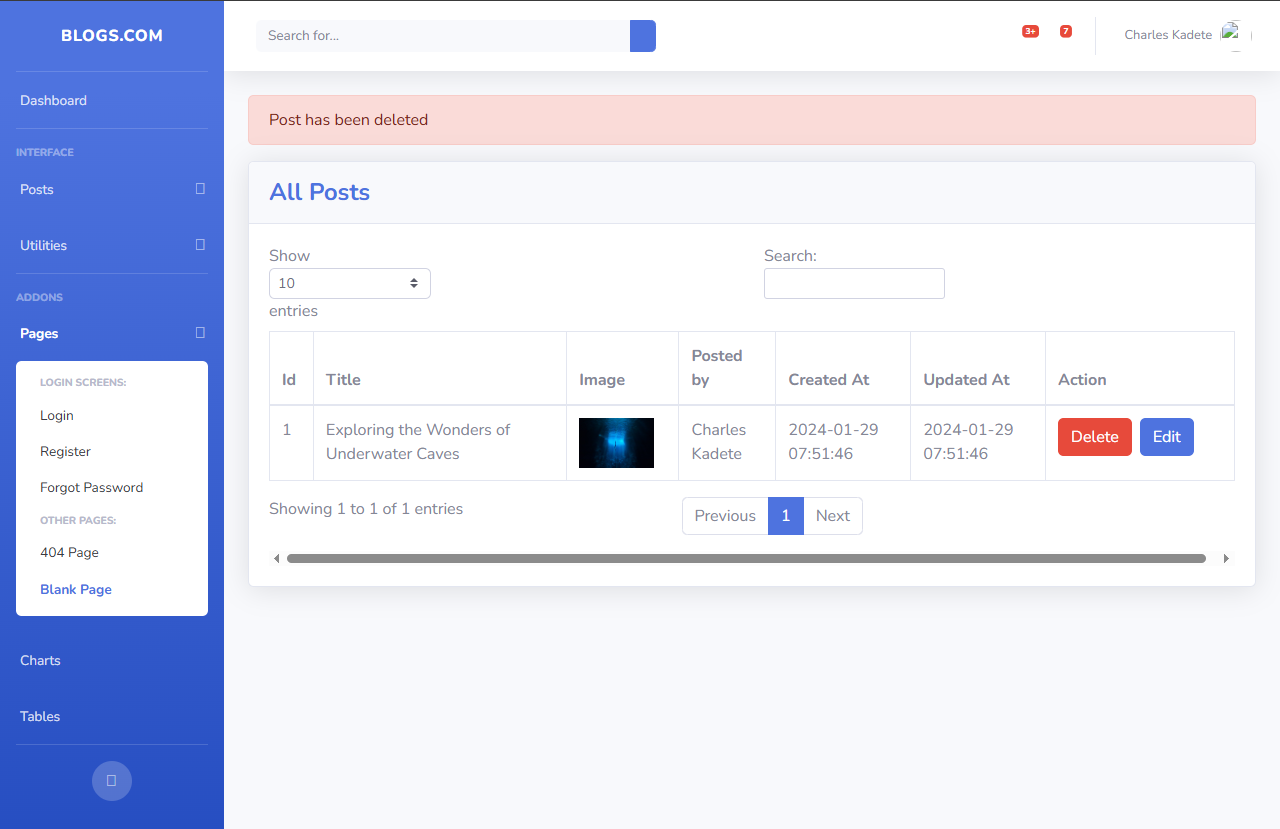 BLOGS.COM
Search for...
3+
7
Charles Kadete
Dashboard
INTERFACE
Posts
Utilities
ADDONS
Pages
LOGIN SCREENS:
Login
Register
Forgot Password
OTHER PAGES:
404 Page
Blank Page
Charts
Tables
Post has been deleted
All Posts
Show
10
entries
Search:
Id Title Image Posted by Created At Updated At Action
1 Exploring the Wonders of Underwater Caves Charles Kadete 2024-01-29 07:51:46 2024-01-29 07:51:46 Delete Edit
Showing 1 to 1 of 1 entries
Previous 1 Next